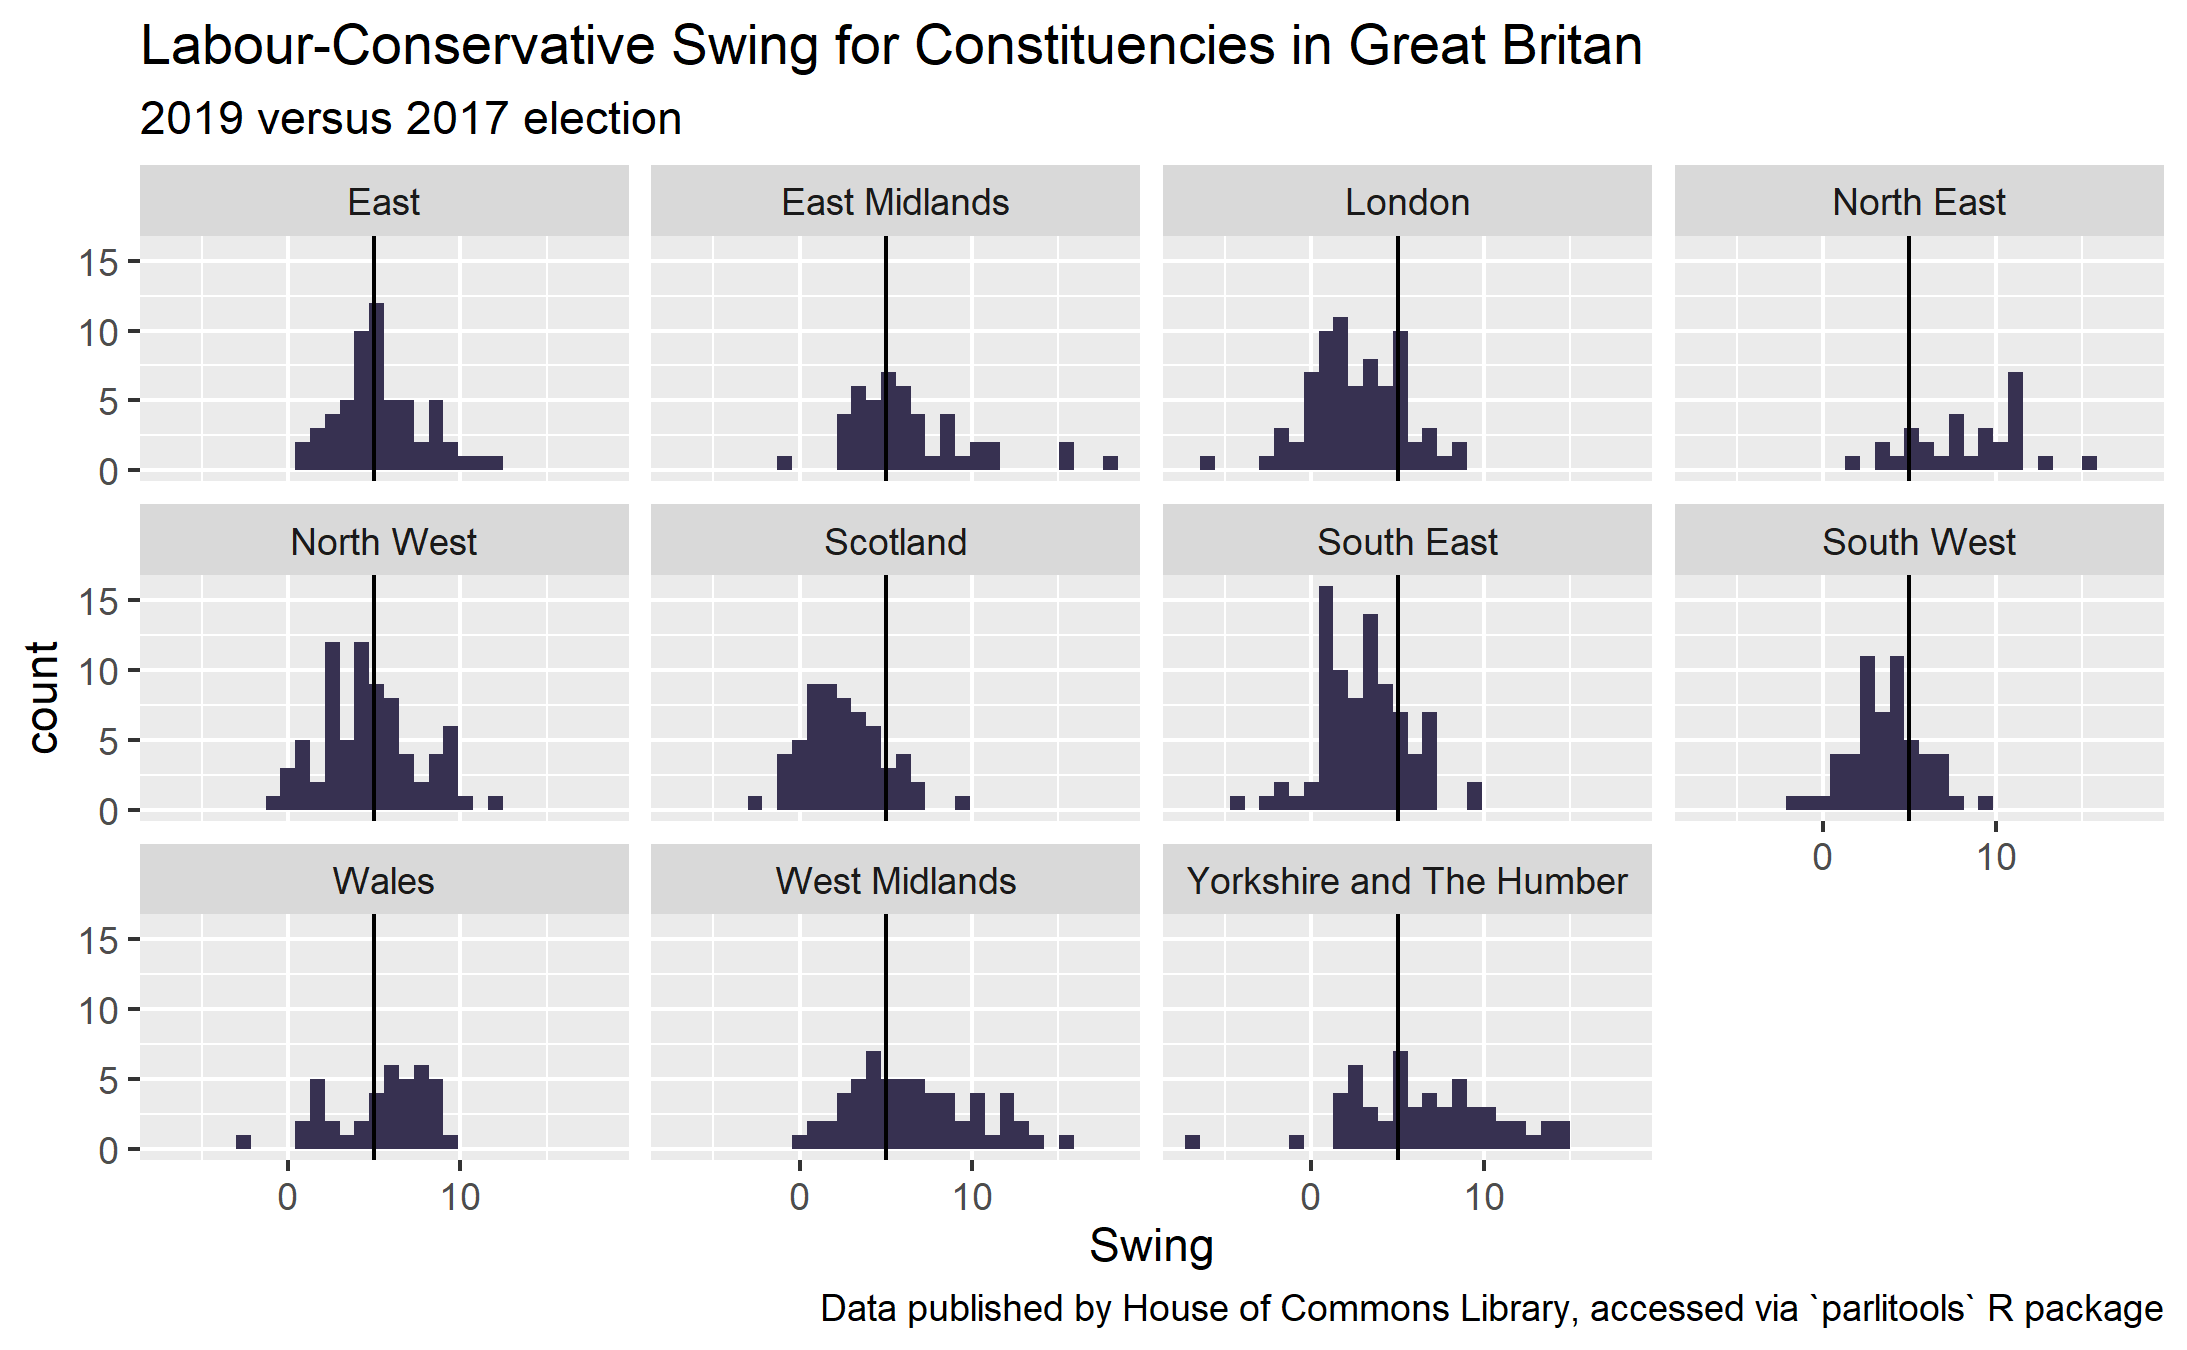 Labour-Conservative Swing for Constituencies in Great Britan
2019 versus 2017 election
East East Midlands London North East
15
10
5
0
North West Scotland South East South West
15
10
5
0
0 10
Wales West Midlands Yorkshire and The Humber
15
10
5
0
0 10 0 10 0 10
count
Swing
Data published by House of Commons Library, accessed via `parlitools` R package